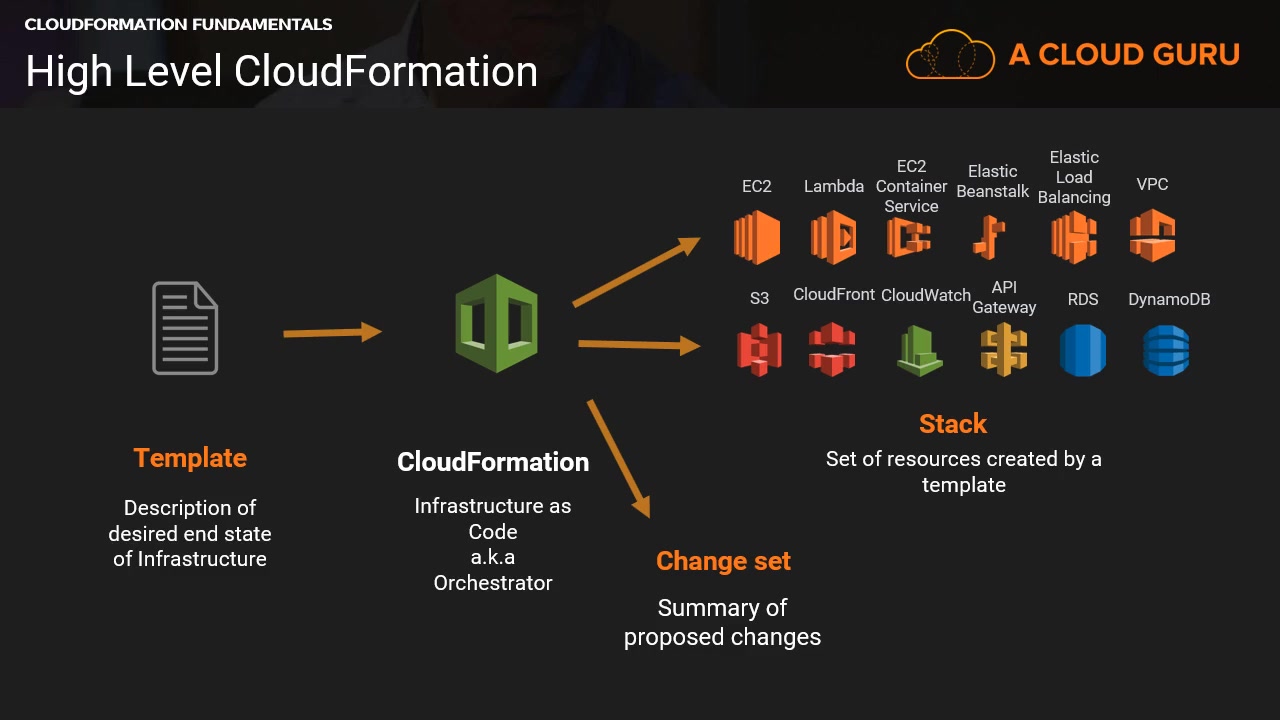 CLOUDFORMATION FUNDAMENTALS
High Level CloudFormation
A CLOUD GURU
EC2
Lambda
EC2
Container
Service
Elastic
Beanstalk
Elastic
Load
Balancing
VPC
S3
CloudFront
CloudWatch
API
Gateway
RDS
DynamoDB
Stack
Set of resources created by a
template
Template
Description of
desired end state
of Infrastructure
CloudFormation
Infrastructure as
Code
a.k.a
Orchestrator
Change set
Summary of
proposed changes